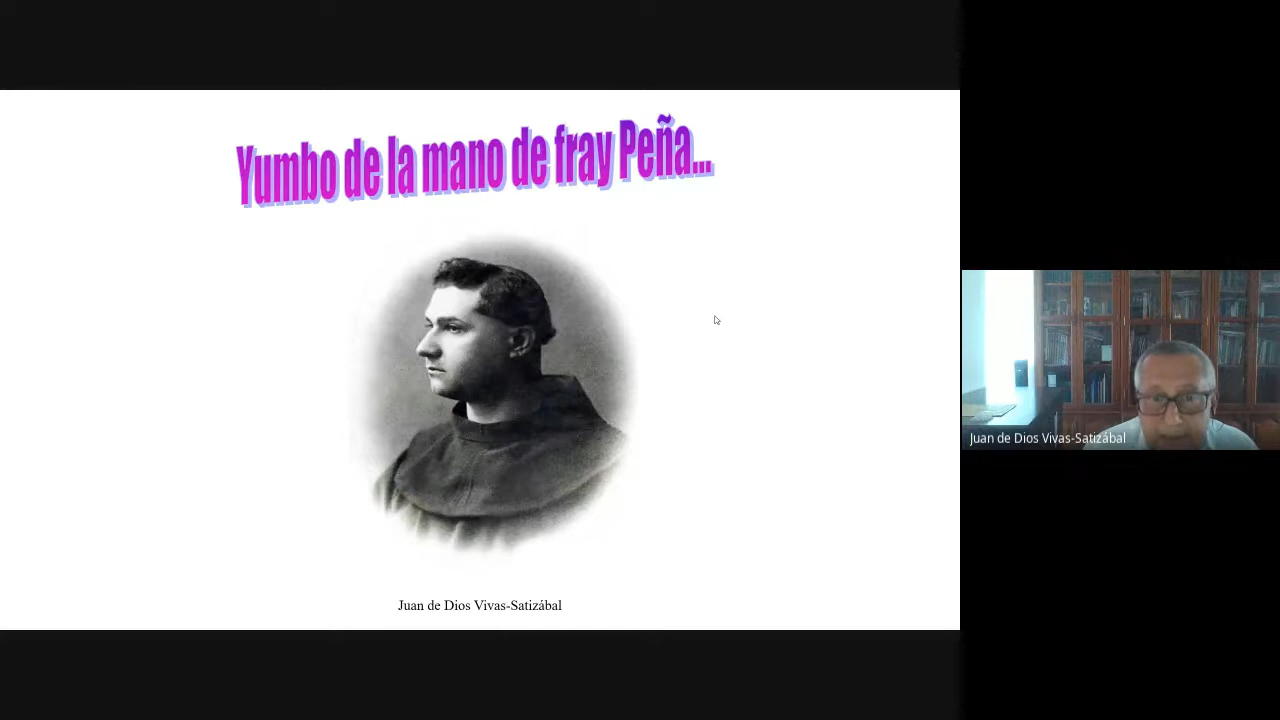 Yumbo de la mano de fray Peña...
Juan de Dios Vivas-Satizábal
Juan de Dios Vivas-Satizábal